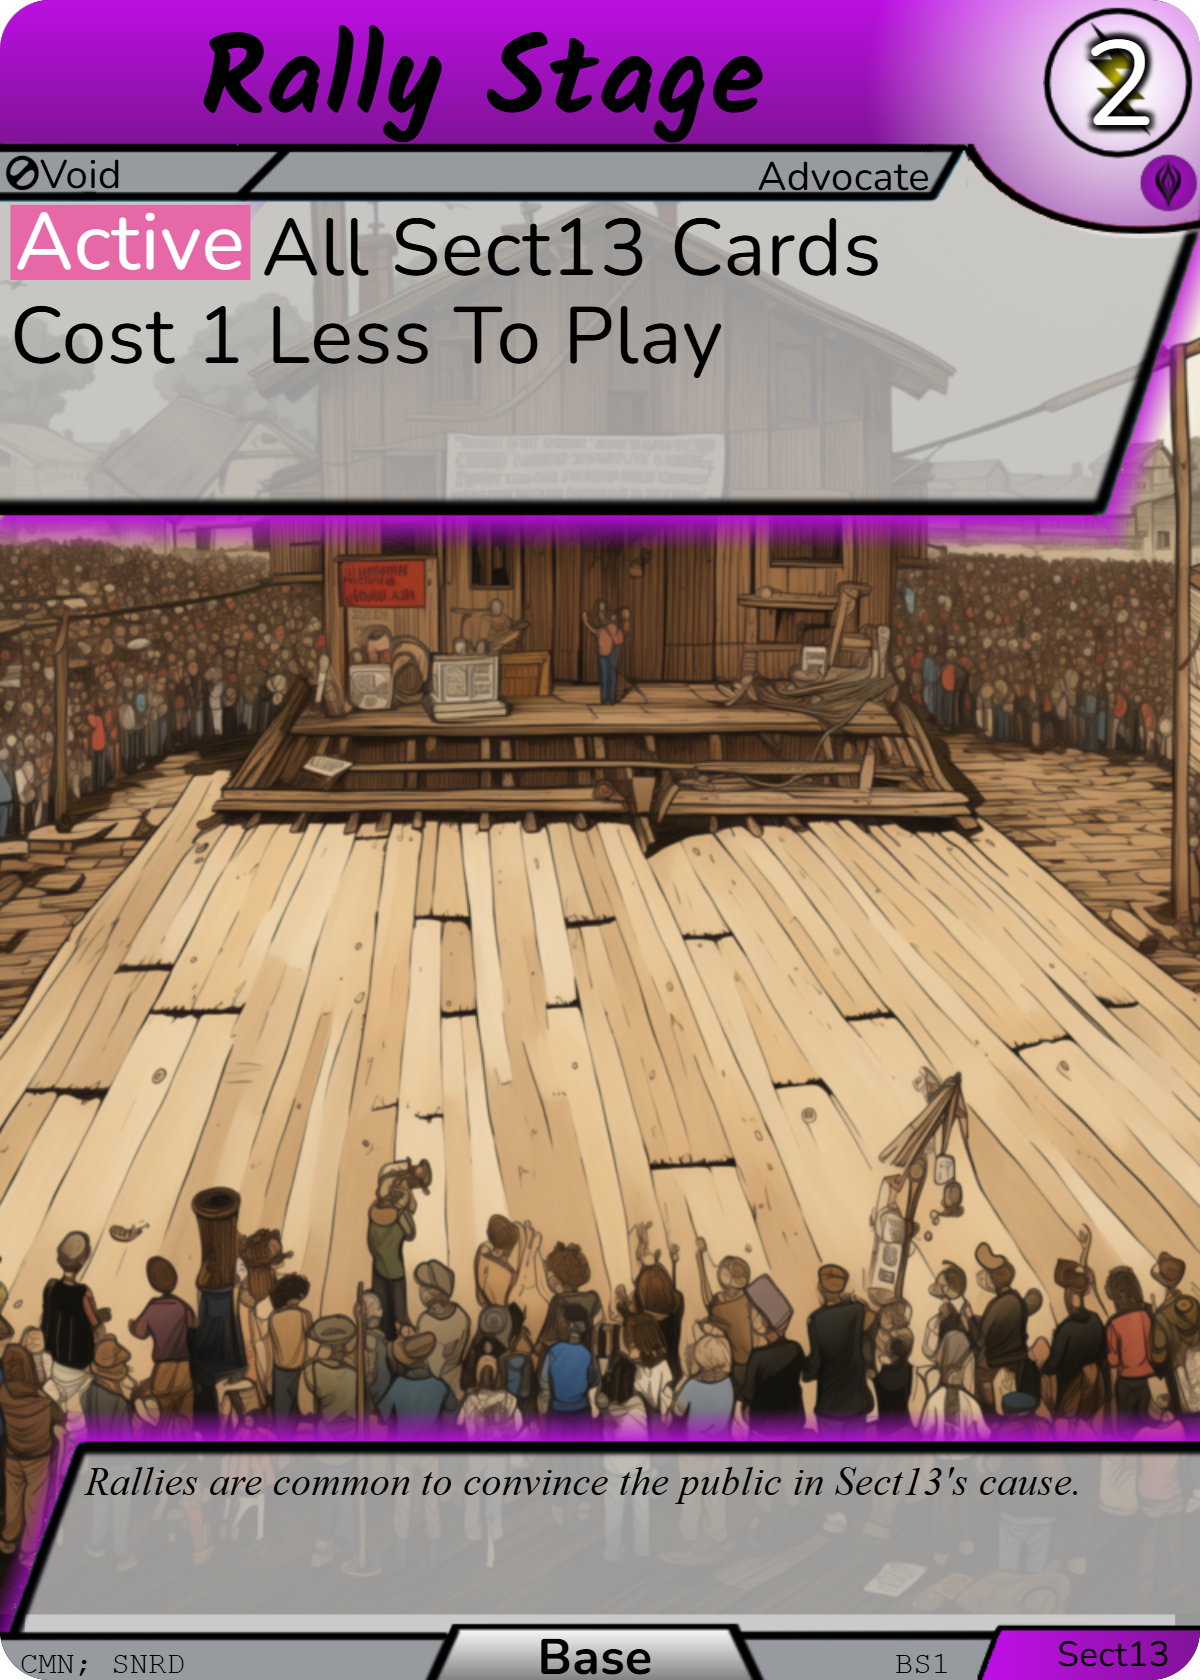 Rally Stage
2
Void
Advocate
Active All Sect13 Cards
Cost 1 Less To Play
Rallies are common to convince the public in Sect13's cause.
CMN; SNRD
Base
BS1
Sect13